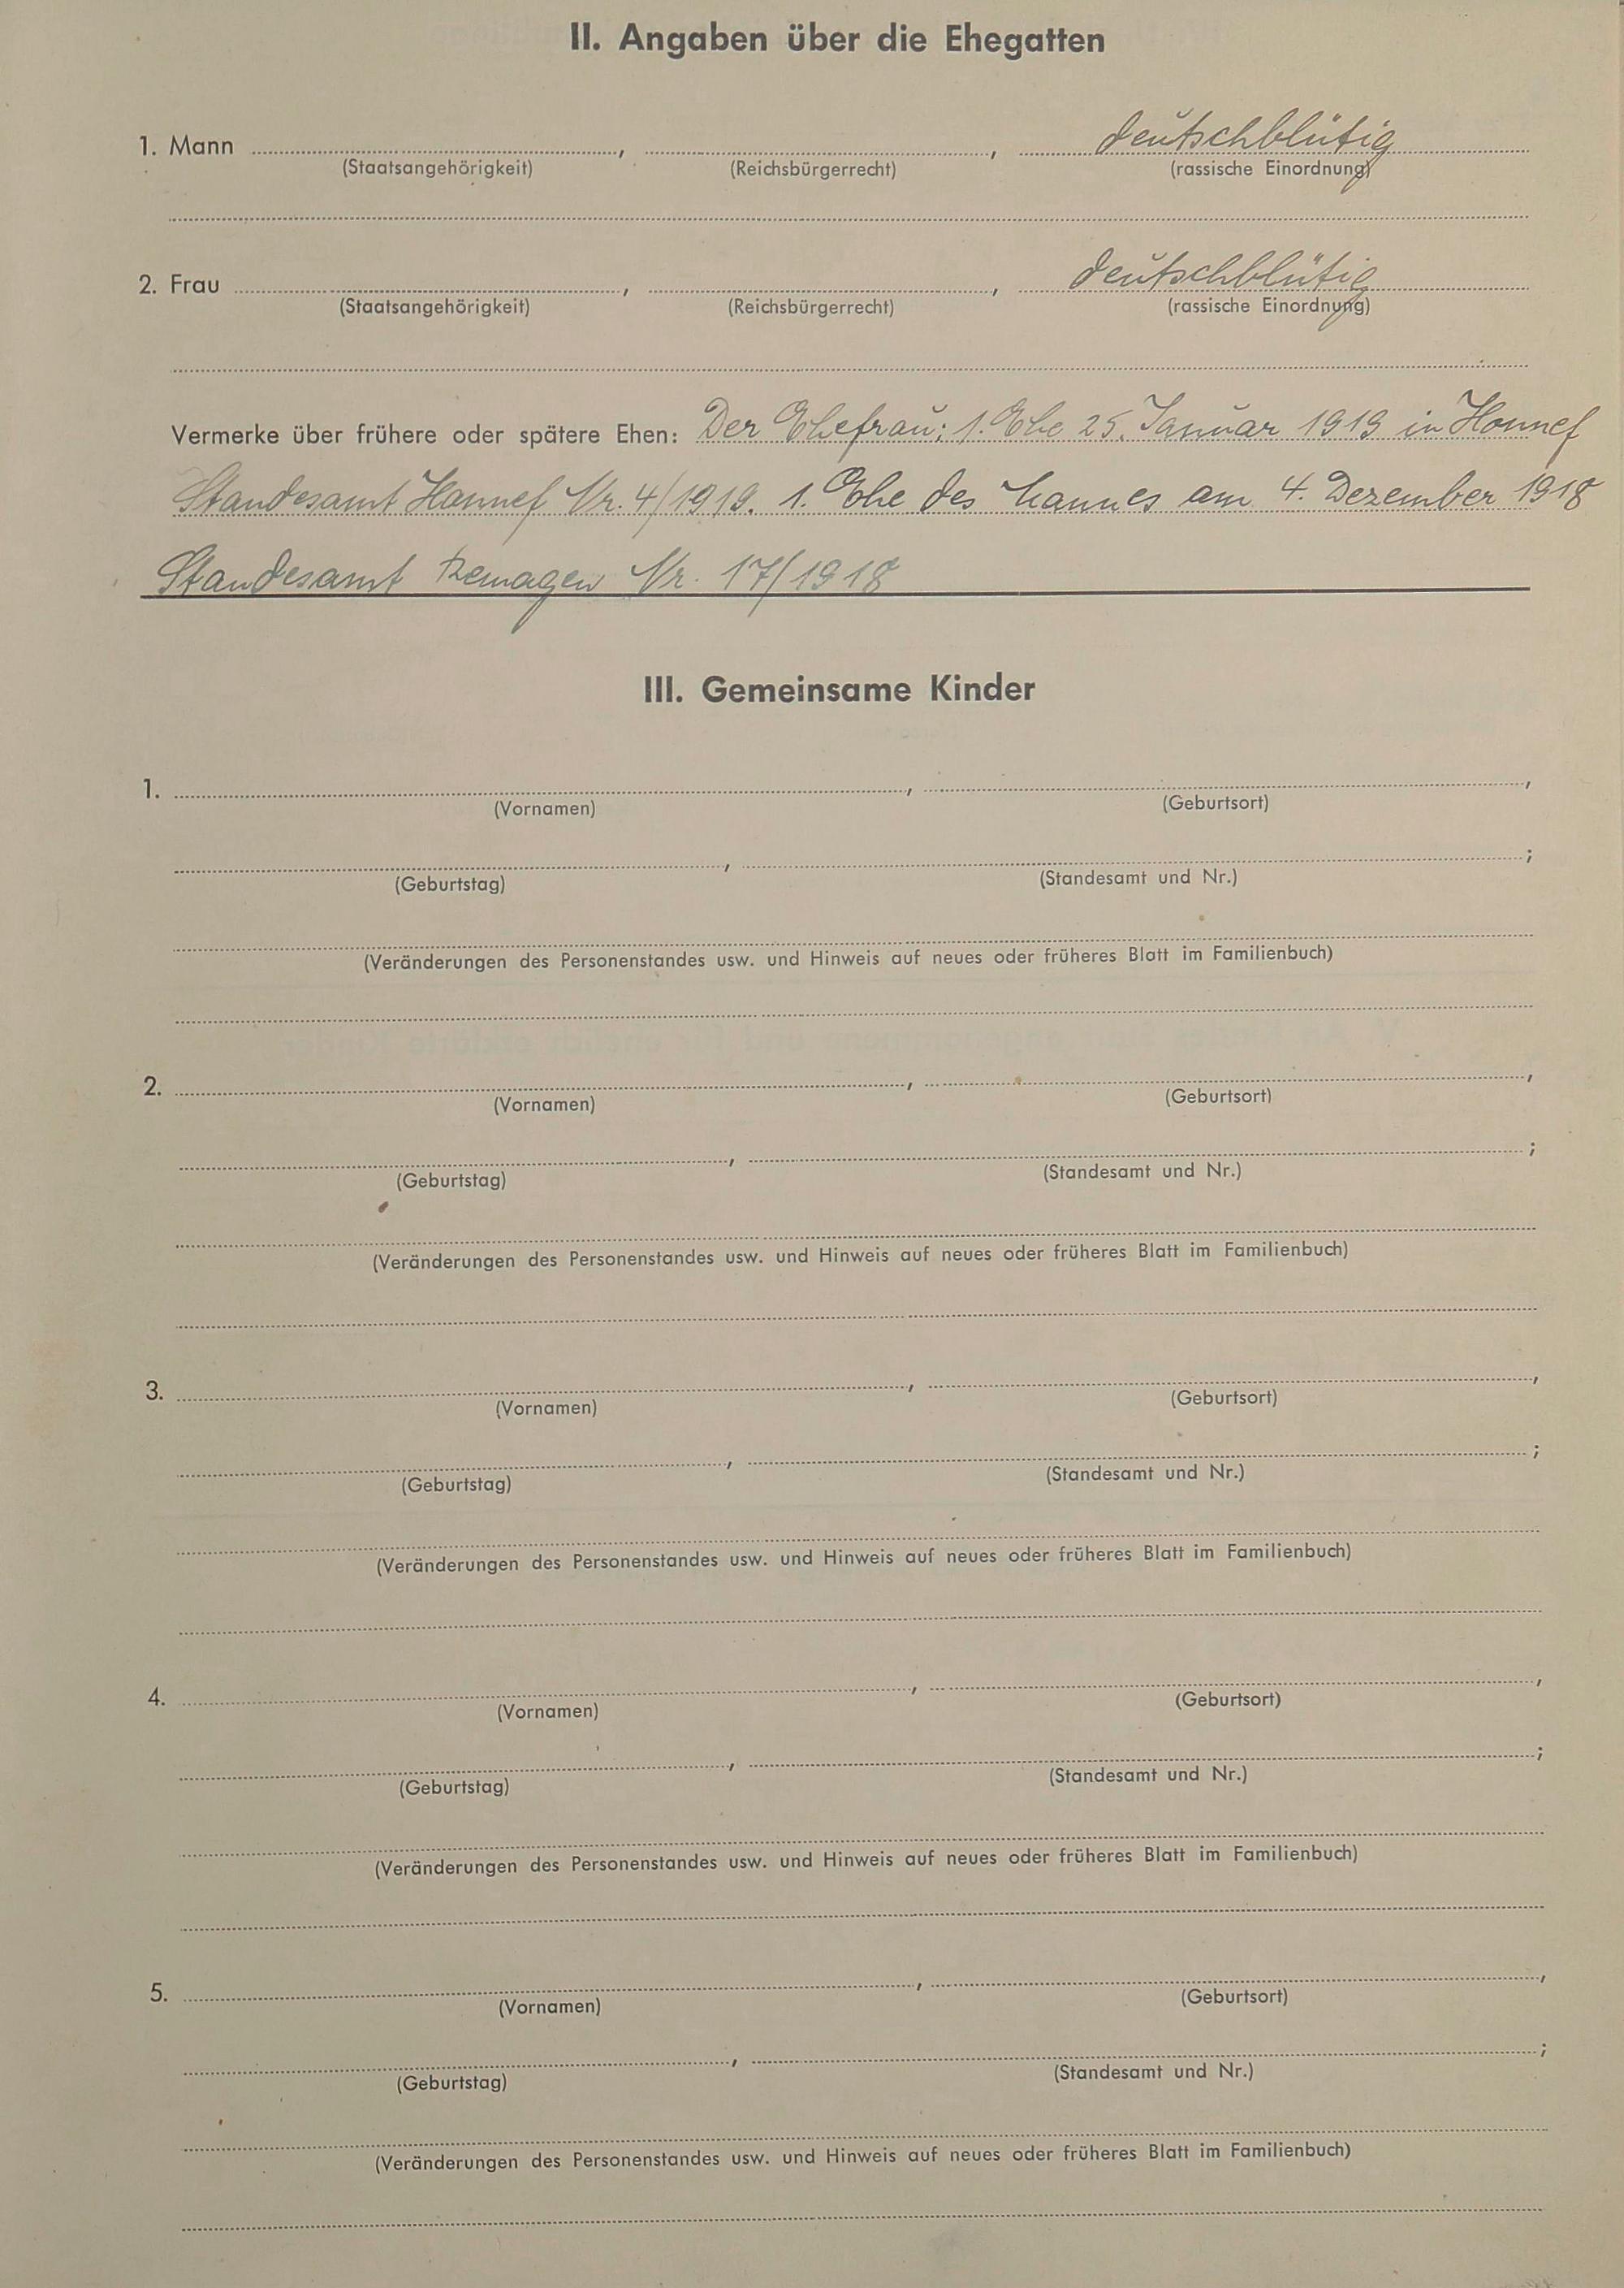 II. Angaben über die Ehegatten
1. Mann , , deutschblütig
(Staatsangehörigkeit) (Reichsbürgerrecht) (rassische Einordnung)
2. Frau , , deutschblütig
(Staatsangehörigkeit) (Reichsbürgerrecht) (rassische Einordnung)
Vermerke über frühere oder spätere Ehen: Der Ehefrau: 1. Ehe 25. Januar 1919 in Honnef
Standesamt Honnef Nr. 4/1919. 1. Ehe des Mannes am 4. Dezember 1918
Standesamt Remagen Nr. 17/1918
III. Gemeinsame Kinder
1. , ,
(Vornamen) (Geburtsort)
, ;
(Geburtstag) (Standesamt und Nr.)
(Veränderungen des Personenstandes usw. und Hinweis auf neues oder früheres Blatt im Familienbuch)
2. , ,
(Vornamen) (Geburtsort)
, ;
(Geburtstag) (Standesamt und Nr.)
(Veränderungen des Personenstandes usw. und Hinweis auf neues oder früheres Blatt im Familienbuch)
3. , ,
(Vornamen) (Geburtsort)
, ;
(Geburtstag) (Standesamt und Nr.)
(Veränderungen des Personenstandes usw. und Hinweis auf neues oder früheres Blatt im Familienbuch)
4. , ,
(Vornamen) (Geburtsort)
, ;
(Geburtstag) (Standesamt und Nr.)
(Veränderungen des Personenstandes usw. und Hinweis auf neues oder früheres Blatt im Familienbuch)
5. , ,
(Vornamen) (Geburtsort)
, ;
(Geburtstag) (Standesamt und Nr.)
(Veränderungen des Personenstandes usw. und Hinweis auf neues oder früheres Blatt im Familienbuch)